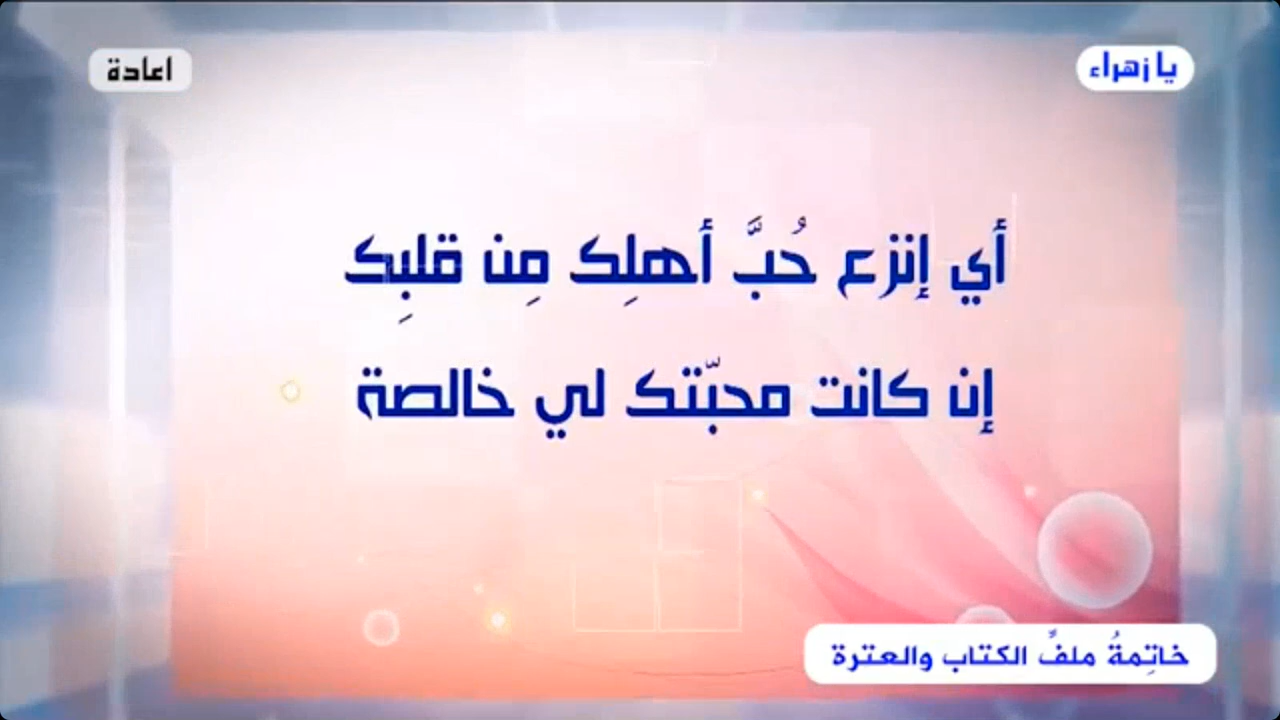 يا زهراء
اعادة
أي إنزع حُبَّ أهلِك مِن قلبِك
إن كانت محبّتك لي خالصة
خاتِمةُ ملفِّ الكتاب والعترة